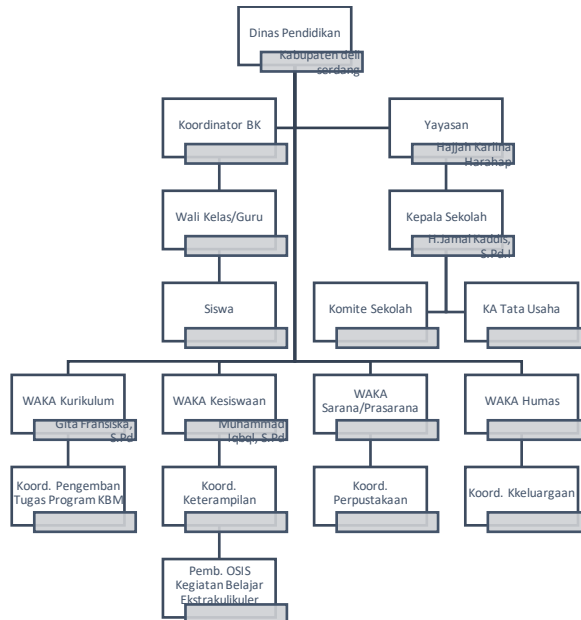 Dinas Pendidikan
Kabupaten deli
serdang
Koordinator BK
Yayasan
Hajjah Karlina
Harahap
Wali Kelas/Guru
Kepala Sekolah
H.Jamal Kaddis,
S.Pd.I
Siswa
Komite Sekolah
KA Tata Usaha
WAKA Kurikulum
Gita Fransiska,
S.Pd
WAKA Kesiswaan
Muhammad
Iqbql, S.Pd
WAKA
Sarana/Prasarana
WAKA Humas
Koord. Pengemban
Tugas Program KBM
Koord.
Keterampilan
Koord.
Perpustakaan
Koord. Kkeluargaan
Pemb. OSIS
Kegiatan Belajar
Ekstrakulikuler